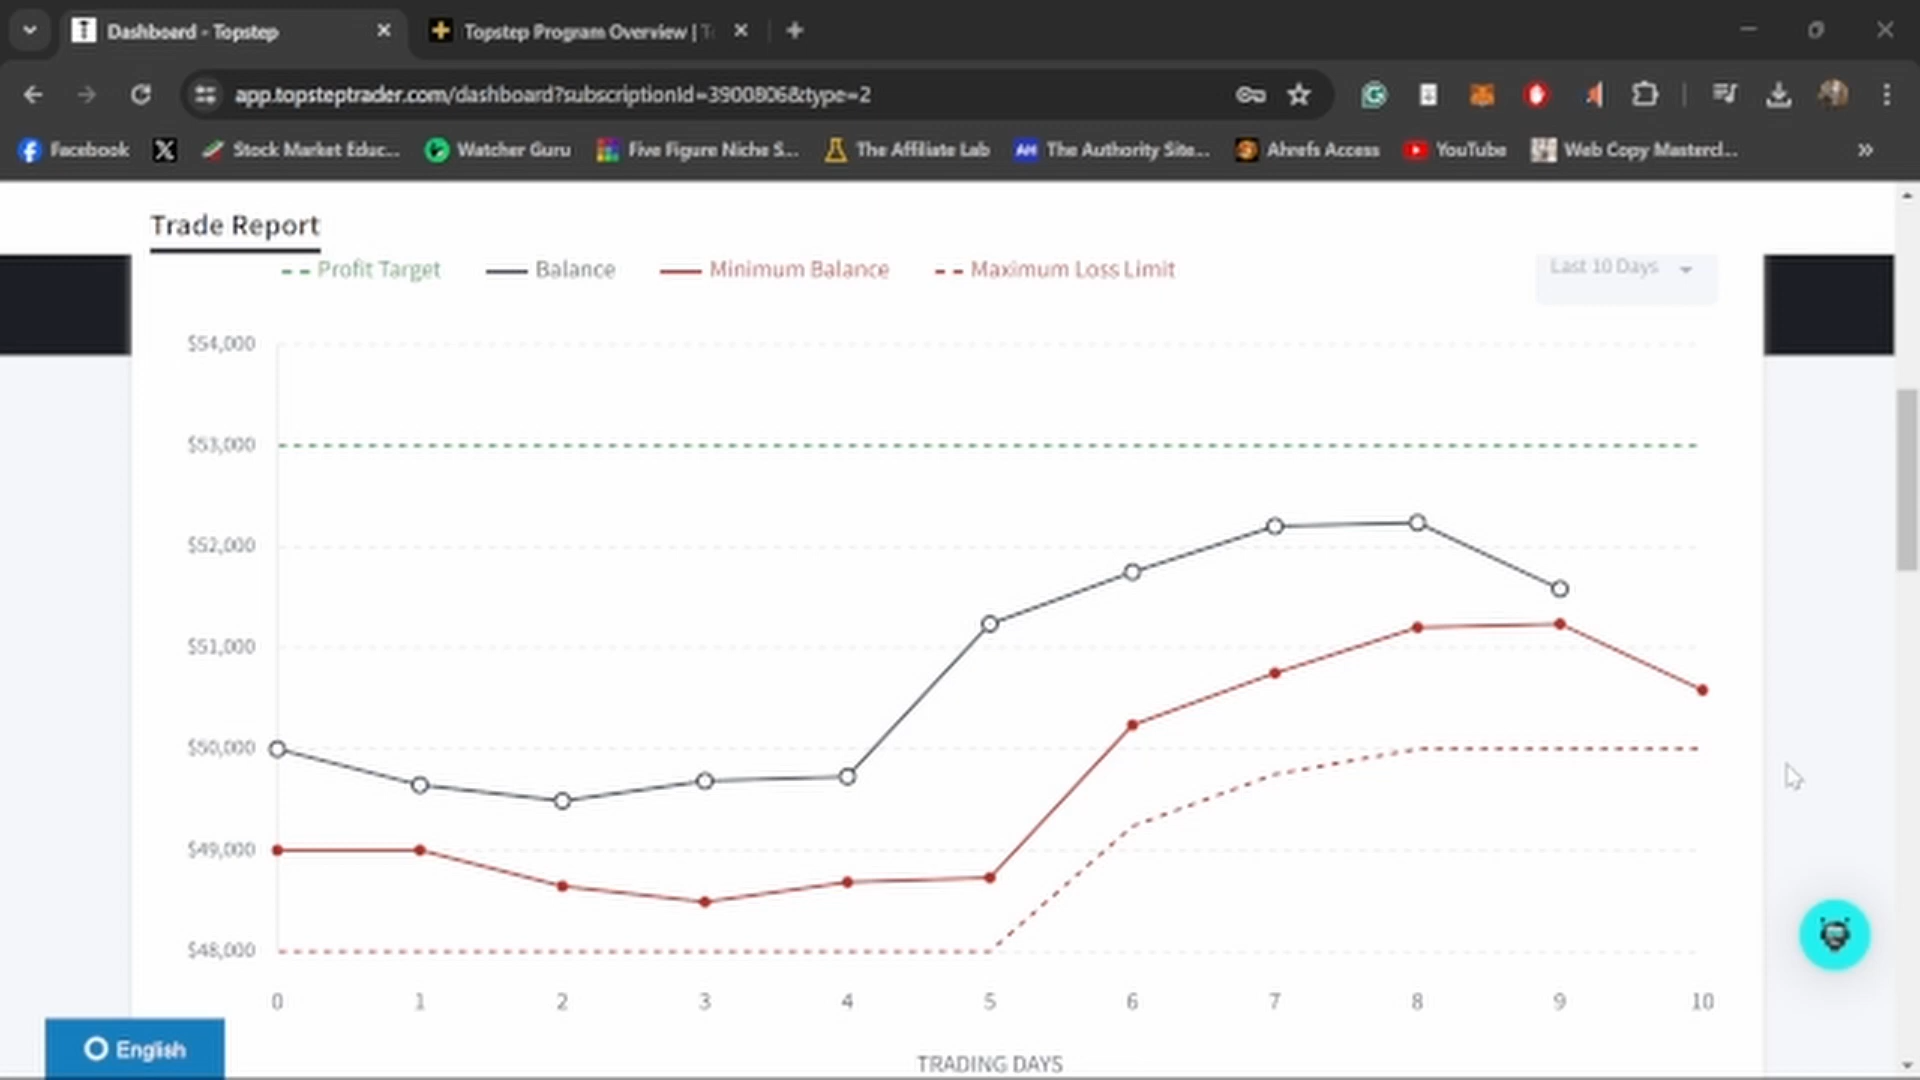 Dashboard - Topstep
Topstep Program Overview | T
app.topsteptrader.com/dashboard?subscriptionId=3900806&type=2
Facebook
Stock Market Educ...
Watcher Guru
Five Figure Niche S...
The Affiliate Lab
AH
The Authority Site...
Ahrefs Access
YouTube
Web Copy Mastercl...
Trade Report
Profit Target
Balance
Minimum Balance
Maximum Loss Limit
Last 10 Days
$54,000
$53,000
$52,000
$51,000
$50,000
$49,000
$48,000
0 1 2 3 4 5 6 7 8 9 10
TRADING DAYS
English